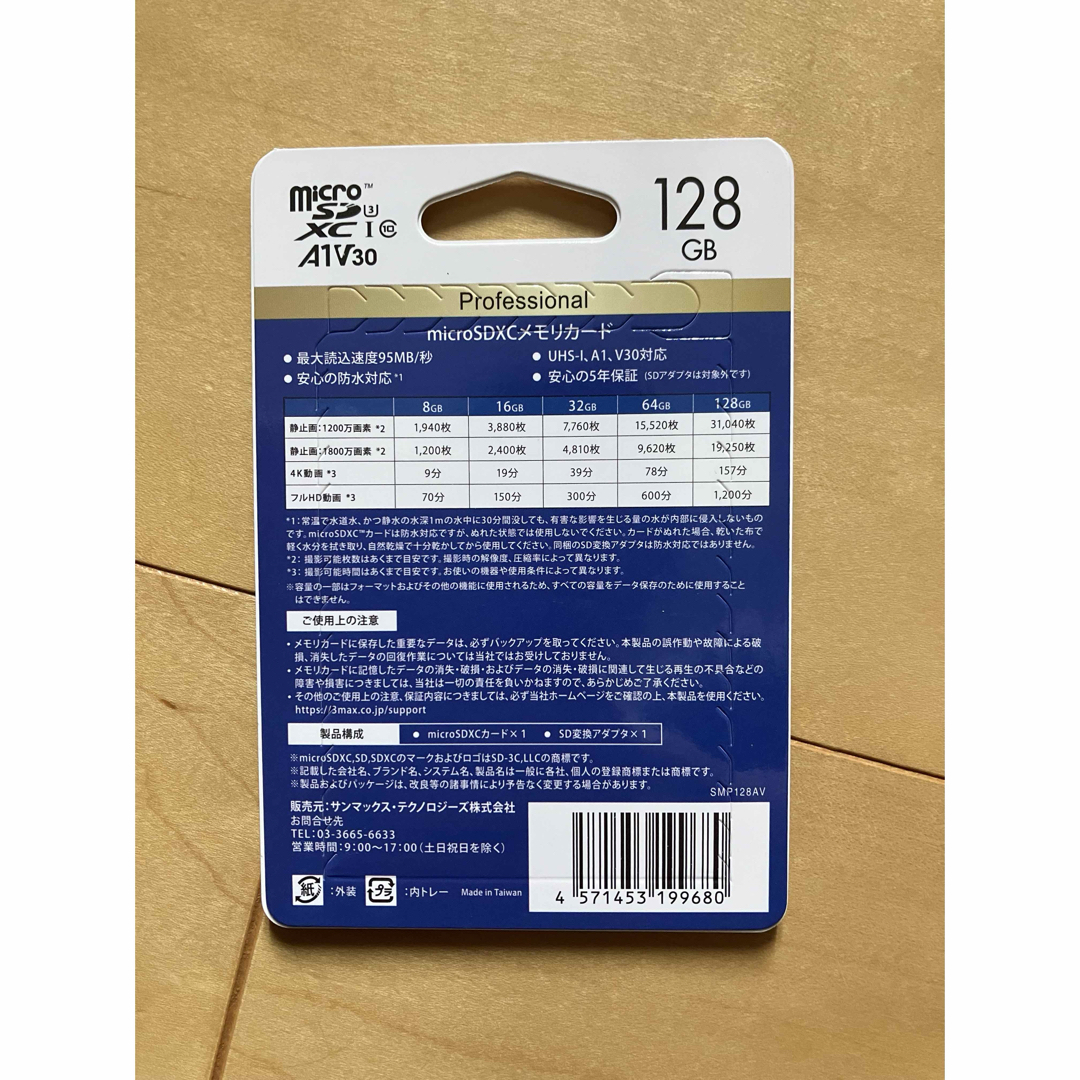 micro SD XC I U3 C10 A1 V30
128
GB
Professional
microSDXCメモリカード
● 最大読込速度95MB/秒 ● UHS-I、A1、V30対応
● 安心の防水対応*1 ● 安心の5年保証 (SDアダプタは対象外です)
8GB 16GB 32GB 64GB 128GB
静止画:1200万画素 *2 1,940枚 3,880枚 7,760枚 15,520枚 31,040枚
静止画:1800万画素 *2 1,200枚 2,400枚 4,810枚 9,620枚 19,250枚
4K動画 *3 9分 19分 39分 78分 157分
フルHD動画 *3 70分 150分 300分 600分 1,200分
*1:常温で水道水、かつ静水の水深1mの水中に30分間没しても、有害な影響を生じる量の水が内部に侵入しないもの
です。microSDXC™カードは防水対応ですが、ぬれた状態では使用しないでください。カードがぬれた場合、乾いた布で
軽く水分を拭き取り、自然乾燥で十分乾かしてから使用してください。同梱のSD変換アダプタは防水対応ではありません。
*2: 撮影可能枚数はあくまで目安です。撮影時の解像度、圧縮率によって異なります。
*3: 撮影可能時間はあくまで目安です。お使いの機器や使用条件によって異なります。
※容量の一部はフォーマットおよびその他の機能に使用されるため、すべての容量をデータ保存のために使用すること
はできません。
ご使用上の注意
・メモリカードに保存した重要なデータは、必ずバックアップを取ってください。本製品の誤作動や故障による破
損、消失したデータの回復作業については当社ではお受けしておりません。
・メモリカードに記憶したデータの消失・破損・およびデータの消失・破損に関連して生じる再生の不具合などの
障害や損害につきましては、当社は一切の責任を負いかねますので、あらかじめご了承ください。
・その他のご使用上の注意、保証内容につきましては、必ず当社ホームページをご確認の上、本製品を使用ください。
https://3max.co.jp/support
製品構成 ● microSDXCカード×1 ● SD変換アダプタ×1
※microSDXC,SD,SDXCのマークおよびロゴはSD-3C,LLCの商標です。
※記載した会社名、ブランド名、システム名、製品名は一般に各社、個人の登録商標または商標です。
※製品およびパッケージは、改良等の諸事情により予告なく変更する場合があります。
SMP128AV
販売元:サンマックス・テクノロジーズ株式会社
お問合せ先
TEL:03-3665-6633
営業時間:9:00〜17:00(土日祝日を除く)
紙 :外装 プラ :内トレー Made in Taiwan
4 571453 199680